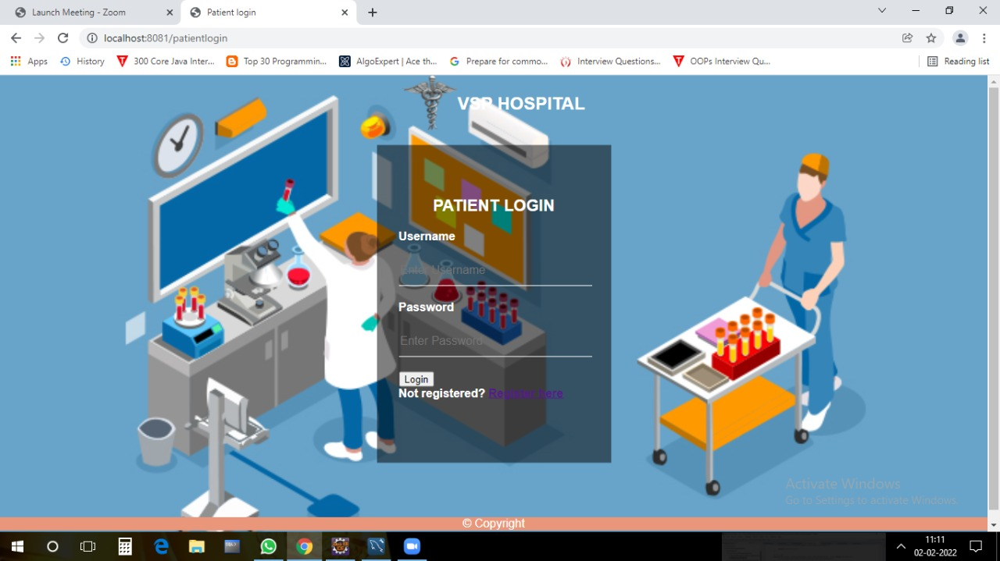 Launch Meeting - Zoom
Patient login
localhost:8081/patientlogin
Apps
History
300 Core Java Inter...
Top 30 Programmin...
AlgoExpert | Ace th...
Prepare for commo...
Interview Questions...
OOPs Interview Qu...
Reading list
VSP HOSPITAL
PATIENT LOGIN
Username
Enter Username
Password
Enter Password
Login
Not registered? Register here
Activate Windows
Go to Settings to activate Windows.
© Copyright
11:11
02-02-2022